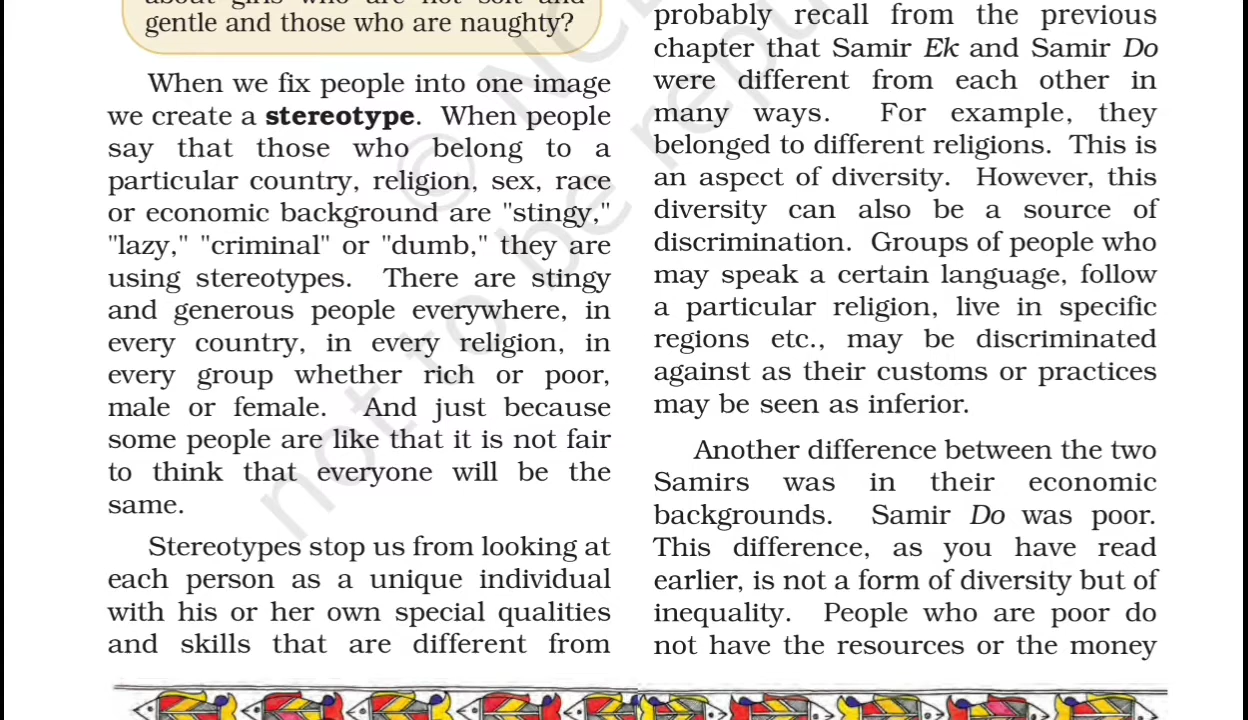 about girls who are not soft and
gentle and those who are naughty?
When we fix people into one image
we create a stereotype. When people
say that those who belong to a
particular country, religion, sex, race
or economic background are "stingy,"
"lazy," "criminal" or "dumb," they are
using stereotypes. There are stingy
and generous people everywhere, in
every country, in every religion, in
every group whether rich or poor,
male or female. And just because
some people are like that it is not fair
to think that everyone will be the
same.
Stereotypes stop us from looking at
each person as a unique individual
with his or her own special qualities
and skills that are different from
probably recall from the previous
chapter that Samir Ek and Samir Do
were different from each other in
many ways. For example, they
belonged to different religions. This is
an aspect of diversity. However, this
diversity can also be a source of
discrimination. Groups of people who
may speak a certain language, follow
a particular religion, live in specific
regions etc., may be discriminated
against as their customs or practices
may be seen as inferior.
Another difference between the two
Samirs was in their economic
backgrounds. Samir Do was poor.
This difference, as you have read
earlier, is not a form of diversity but of
inequality. People who are poor do
not have the resources or the money
not to be